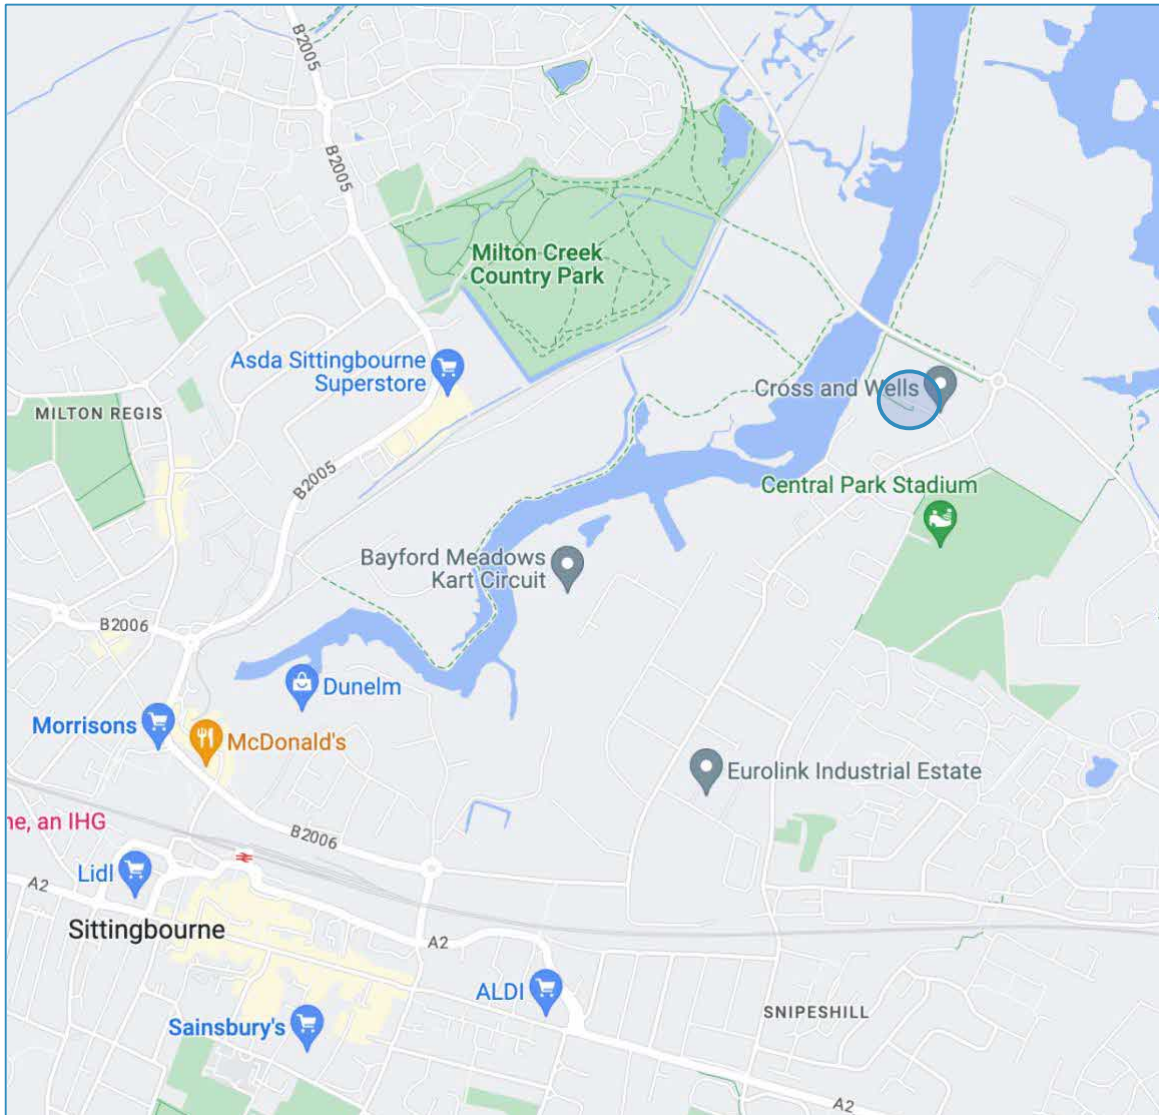 B2005
B2005
Milton Creek
Country Park
Asda Sittingbourne
Superstore
Cross and Wells
MILTON REGIS
B2005
Central Park Stadium
Bayford Meadows
Kart Circuit
B2006
Dunelm
Morrisons
McDonald's
Eurolink Industrial Estate
ne, an IHG
B2006
Lidl
A2
Sittingbourne
A2
ALDI
SNIPESHILL
Sainsbury's
A2